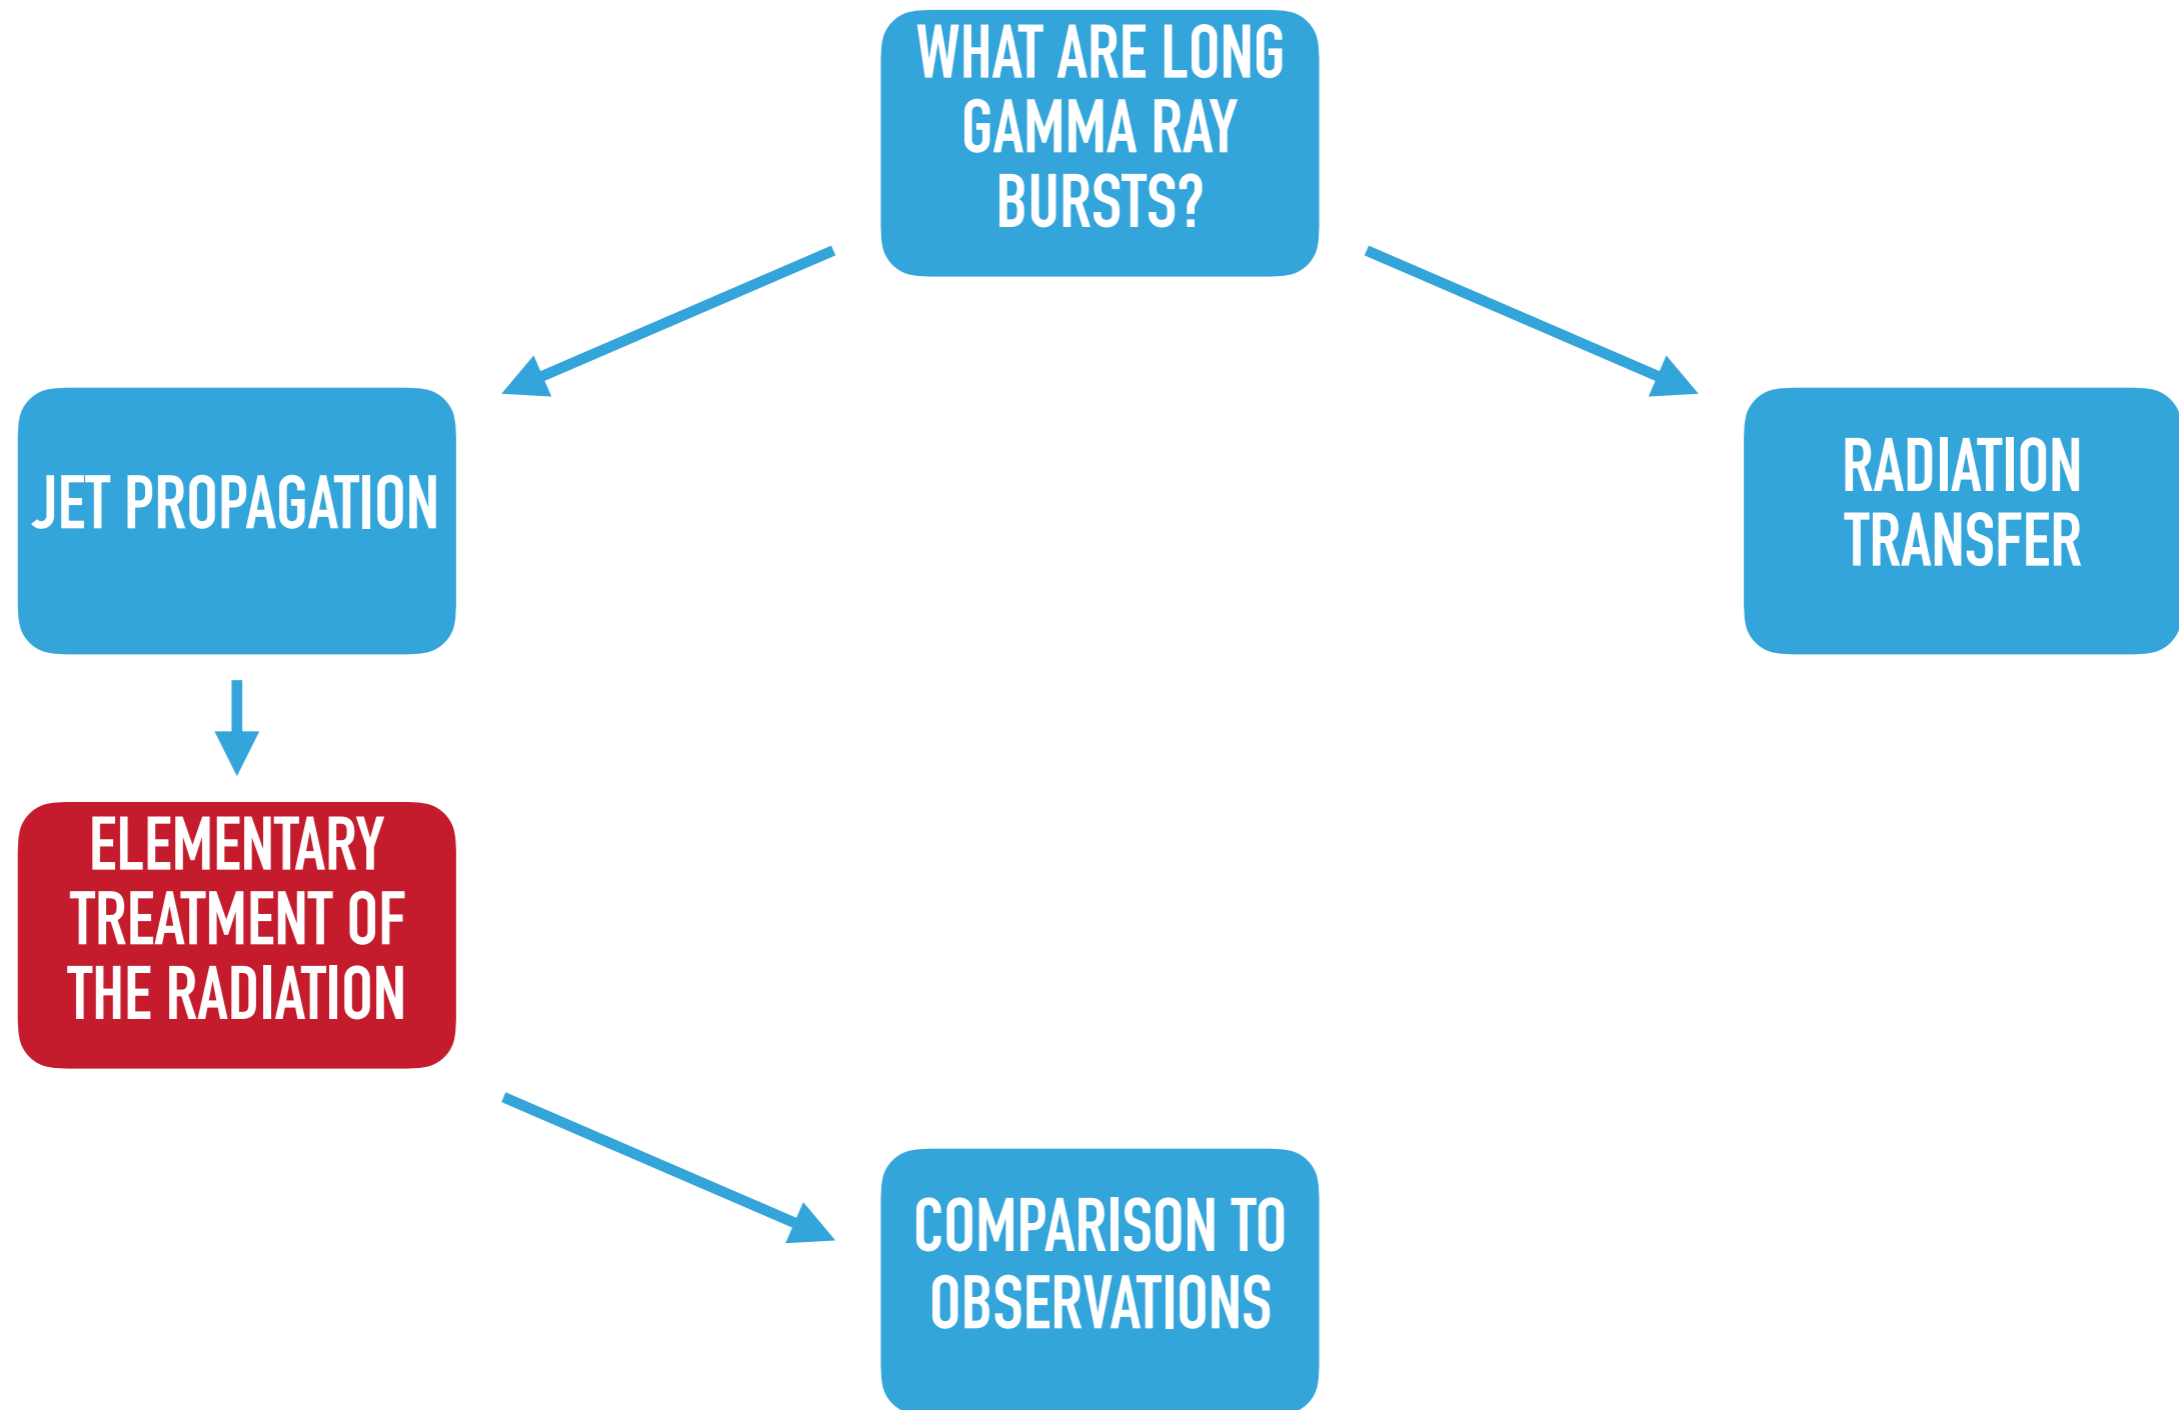 WHAT ARE LONG
GAMMA RAY
BURSTS?
JET PROPAGATION
RADIATION
TRANSFER
ELEMENTARY
TREATMENT OF
THE RADIATION
COMPARISON TO
OBSERVATIONS